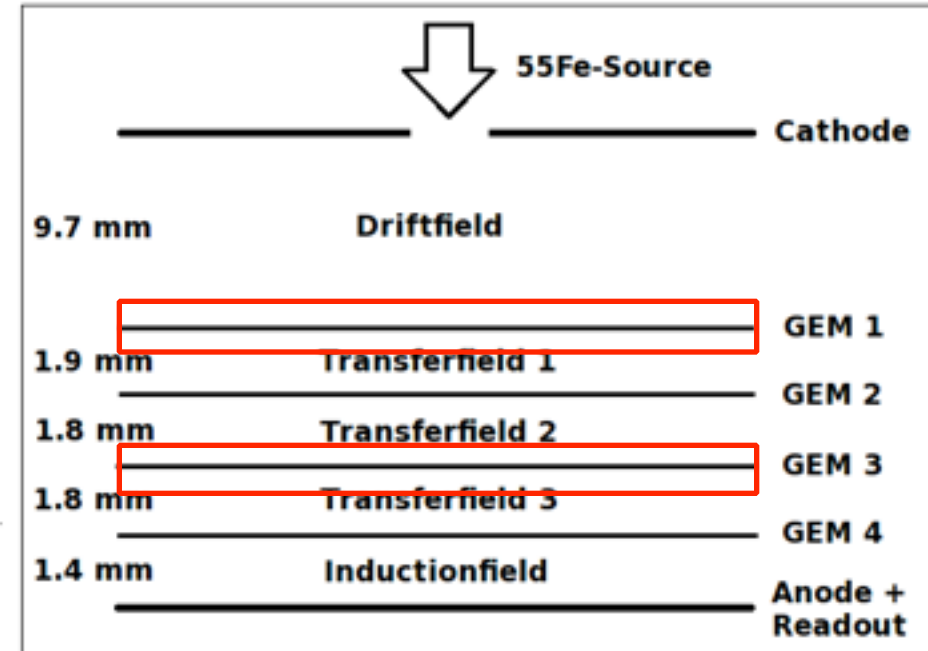 55Fe-Source
Cathode
9.7 mm Driftfield
GEM 1
1.9 mm Transferfield 1
GEM 2
1.8 mm Transferfield 2
GEM 3
1.8 mm Transferfield 3
GEM 4
1.4 mm Inductionfield
Anode +
Readout